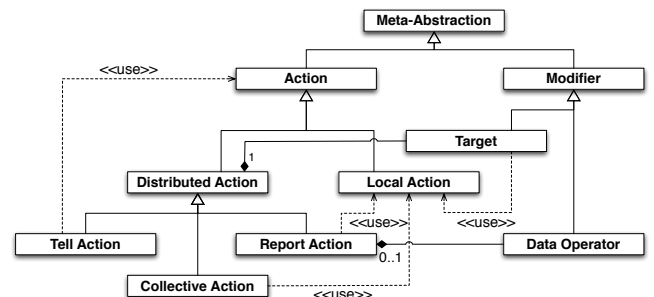 Meta-Abstraction
<<use>>
Action
Modifier
Target
1
Distributed Action
Local Action
<<use>>
<<use>>
Tell Action
Report Action
0..1
Data Operator
Collective Action
<<use>>